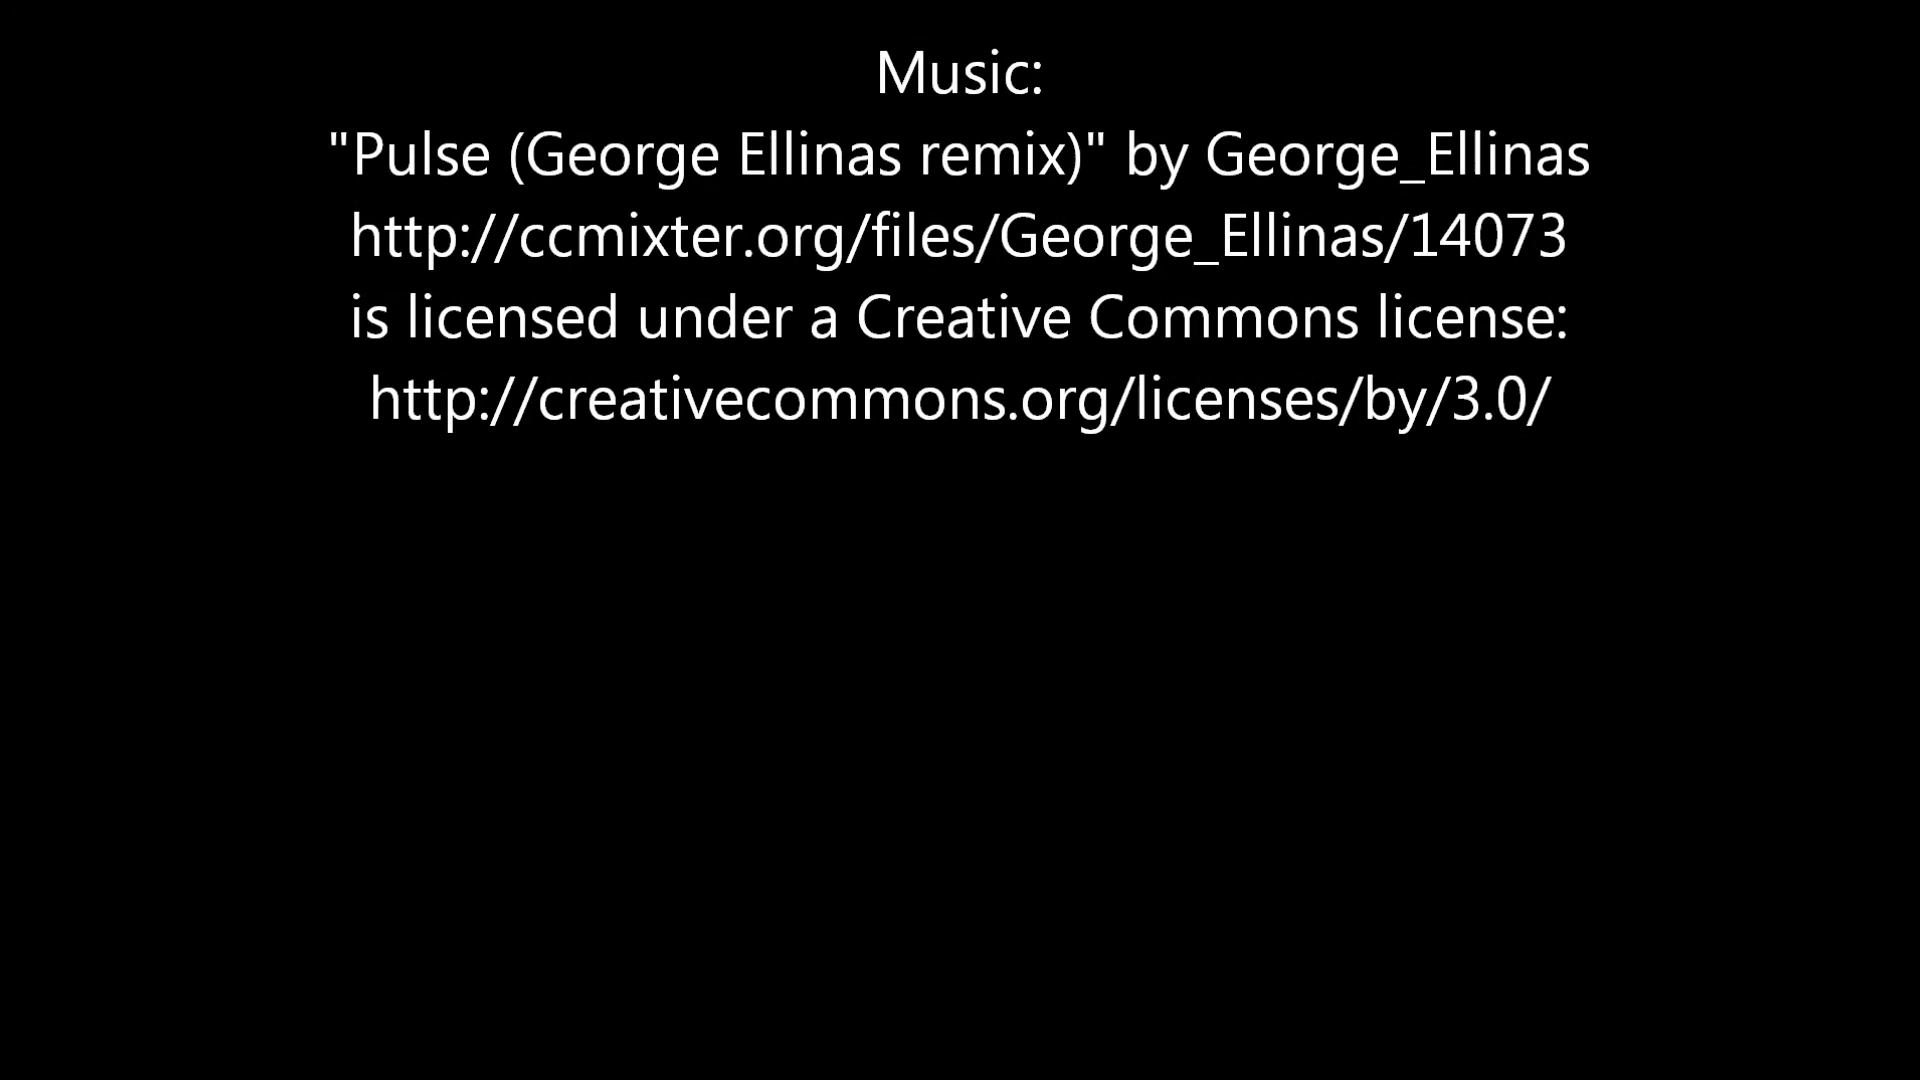 Music:
"Pulse (George Ellinas remix)" by George_Ellinas
http://ccmixter.org/files/George_Ellinas/14073
is licensed under a Creative Commons license:
http://creativecommons.org/licenses/by/3.0/